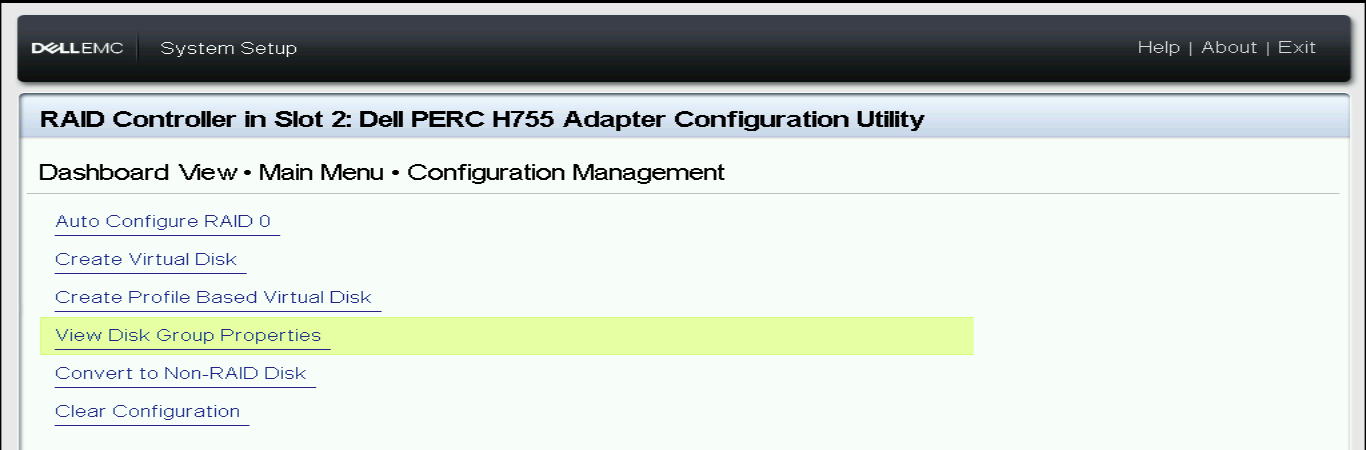 DELLEMC System Setup Help | About | Exit
RAID Controller in Slot 2: Dell PERC H755 Adapter Configuration Utility
Dashboard View • Main Menu • Configuration Management
Auto Configure RAID 0
Create Virtual Disk
Create Profile Based Virtual Disk
View Disk Group Properties
Convert to Non-RAID Disk
Clear Configuration